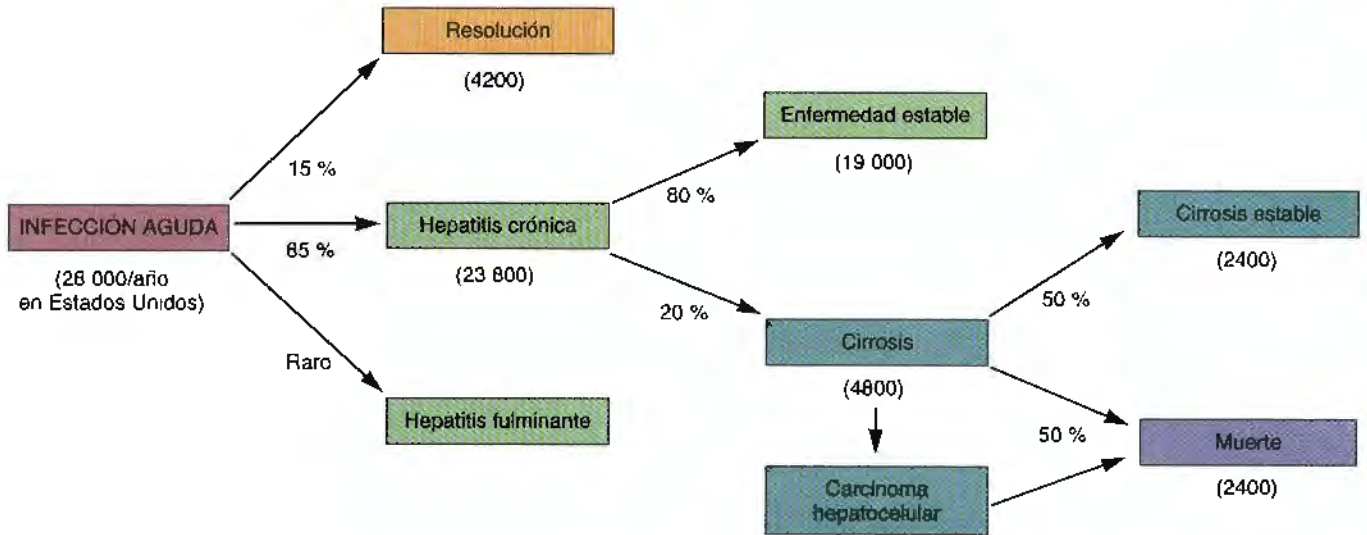 Resolución
(4200)
Enfermedad estable
(19 000)
15 %
80 %
INFECCIÓN AGUDA
(28 000/año
en Estados Unidos)
85 %
Hepatitis crónica
(23 800)
Cirrosis estable
(2400)
20 %
50 %
Cirrosis
(4800)
Raro
Hepatitis fulminante
50 %
Muerte
(2400)
Carcinoma
hepatocelular